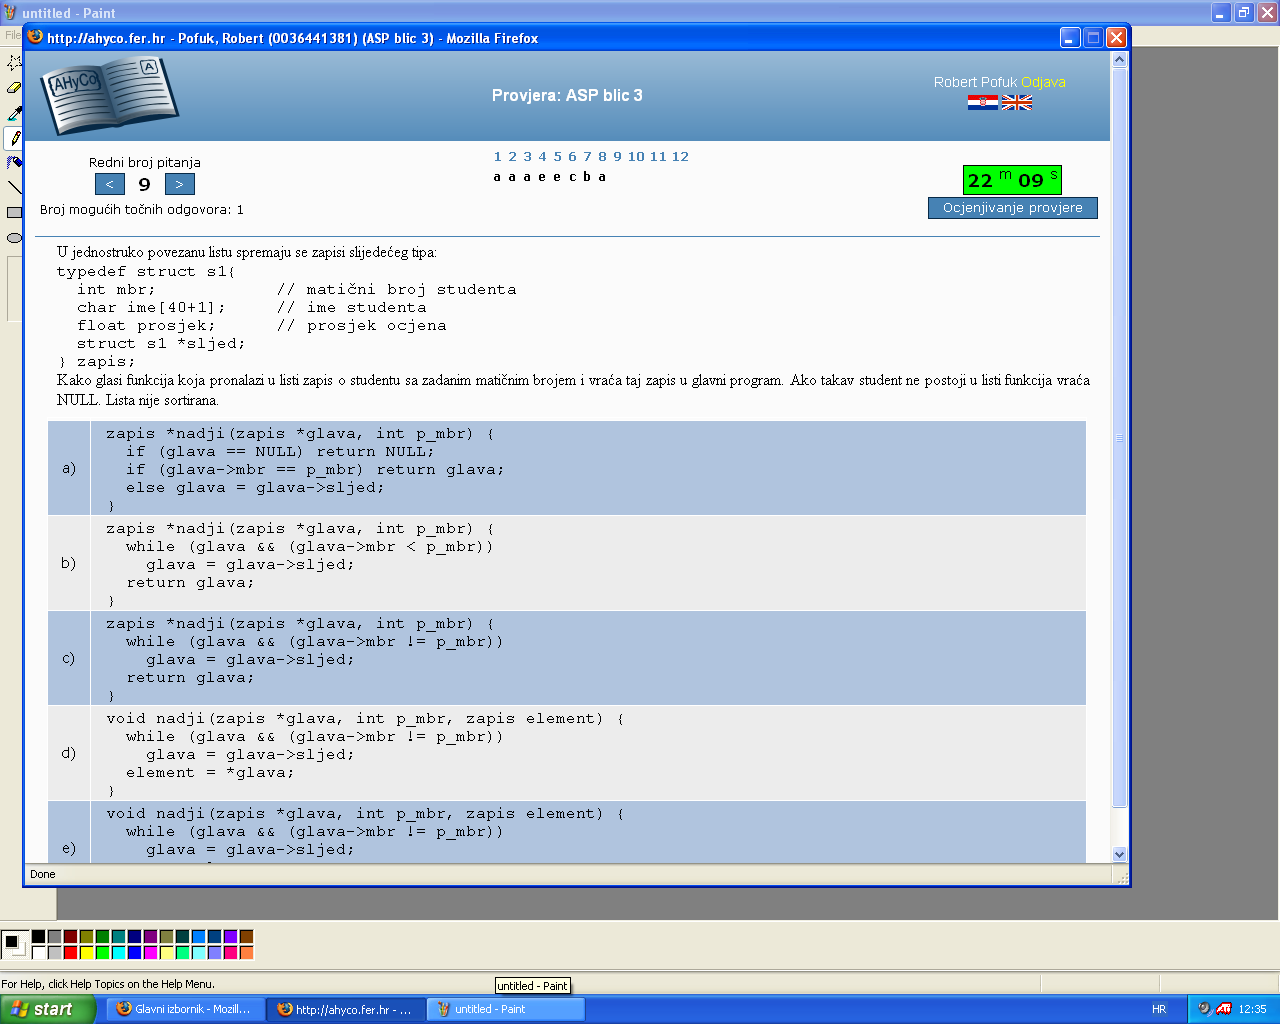 untitled - Paint
File
http://ahyco.fer.hr - Pofuk, Robert (0036441381) (ASP blic 3) - Mozilla Firefox
{AHyCo} A
Provjera: ASP blic 3
Robert Pofuk Odjava
Redni broj pitanja
< 9 >
Broj mogućih točnih odgovora: 1
1 2 3 4 5 6 7 8 9 10 11 12
a a a e e c b a
22 m 09 s
Ocjenjivanje provjere
U jednostruko povezanu listu spremaju se zapisi slijedećeg tipa:
typedef struct s1{
int mbr; // matični broj studenta
char ime[40+1]; // ime studenta
float prosjek; // prosjek ocjena
struct s1 *sljed;
} zapis;
Kako glasi funkcija koja pronalazi u listi zapis o studentu sa zadanim matičnim brojem i vraća taj zapis u glavni program. Ako takav student ne postoji u listi funkcija vraća
NULL. Lista nije sortirana.
a)
zapis *nadji(zapis *glava, int p_mbr) {
if (glava == NULL) return NULL;
if (glava->mbr == p_mbr) return glava;
else glava = glava->sljed;
}
b)
zapis *nadji(zapis *glava, int p_mbr) {
while (glava && (glava->mbr < p_mbr))
glava = glava->sljed;
return glava;
}
c)
zapis *nadji(zapis *glava, int p_mbr) {
while (glava && (glava->mbr != p_mbr))
glava = glava->sljed;
return glava;
}
d)
void nadji(zapis *glava, int p_mbr, zapis element) {
while (glava && (glava->mbr != p_mbr))
glava = glava->sljed;
element = *glava;
}
e)
void nadji(zapis *glava, int p_mbr, zapis element) {
while (glava && (glava->mbr != p_mbr))
glava = glava->sljed;
Done
For Help, click Help Topics on the Help Menu.
untitled - Paint
start
Glavni izbornik - Mozill...
http://ahyco.fer.hr - ...
untitled - Paint
HR
ATI
12:35